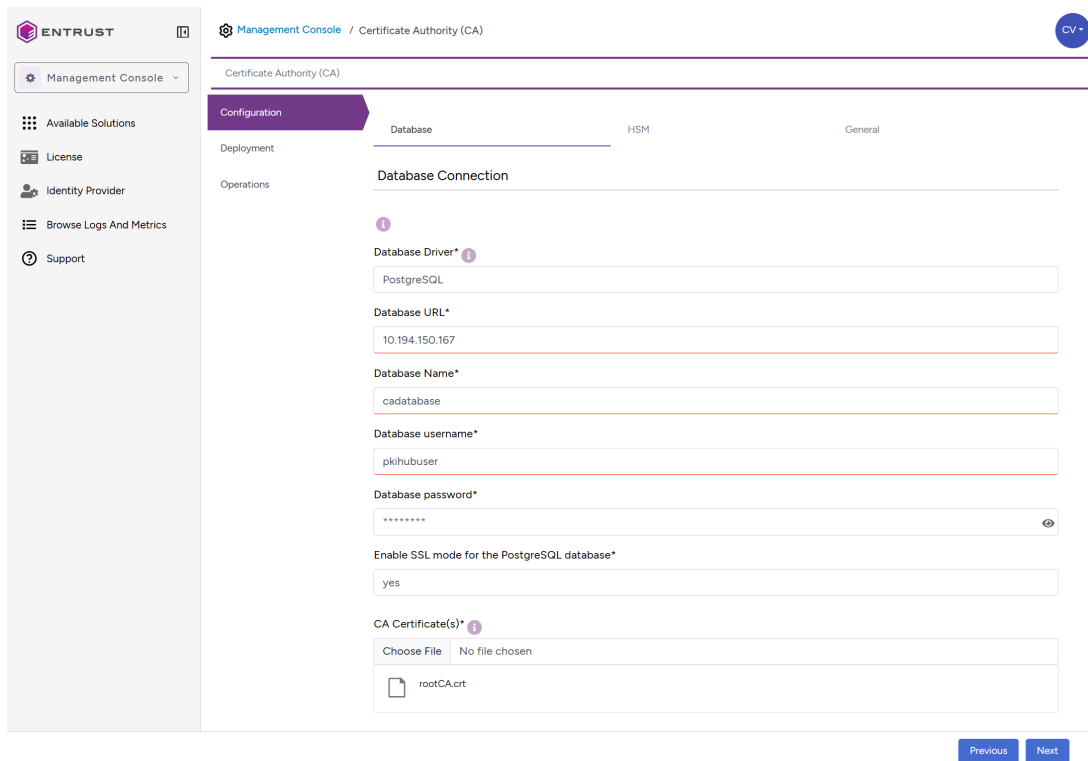 ENTRUST
Management Console / Certificate Authority (CA)
CV
Management Console
Certificate Authority (CA)
Available Solutions
License
Identity Provider
Browse Logs And Metrics
Support
Configuration
Deployment
Operations
Database HSM General
Database Connection
i
Database Driver* i
PostgreSQL
Database URL*
10.194.150.167
Database Name*
cadatabase
Database username*
pkihubuser
Database password*
********
Enable SSL mode for the PostgreSQL database*
yes
CA Certificate(s)* i
Choose File No file chosen
rootCA.crt
Previous Next